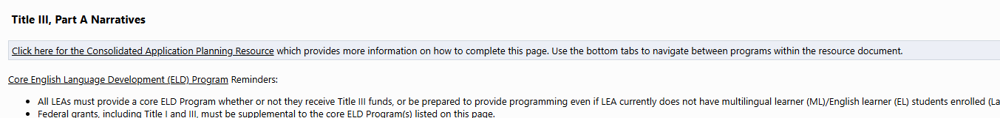 Title III, Part A Narratives
Click here for the Consolidated Application Planning Resource which provides more information on how to complete this page. Use the bottom tabs to navigate between programs within the resource document.
Core English Language Development (ELD) Program Reminders:
• All LEAs must provide a core ELD Program whether or not they receive Title III funds, or be prepared to provide programming even if LEA currently does not have multilingual learner (ML)/English learner (EL) students enrolled (La
• Federal grants, including Title I and III, must be supplemental to the core ELD Program(s) listed on this page.